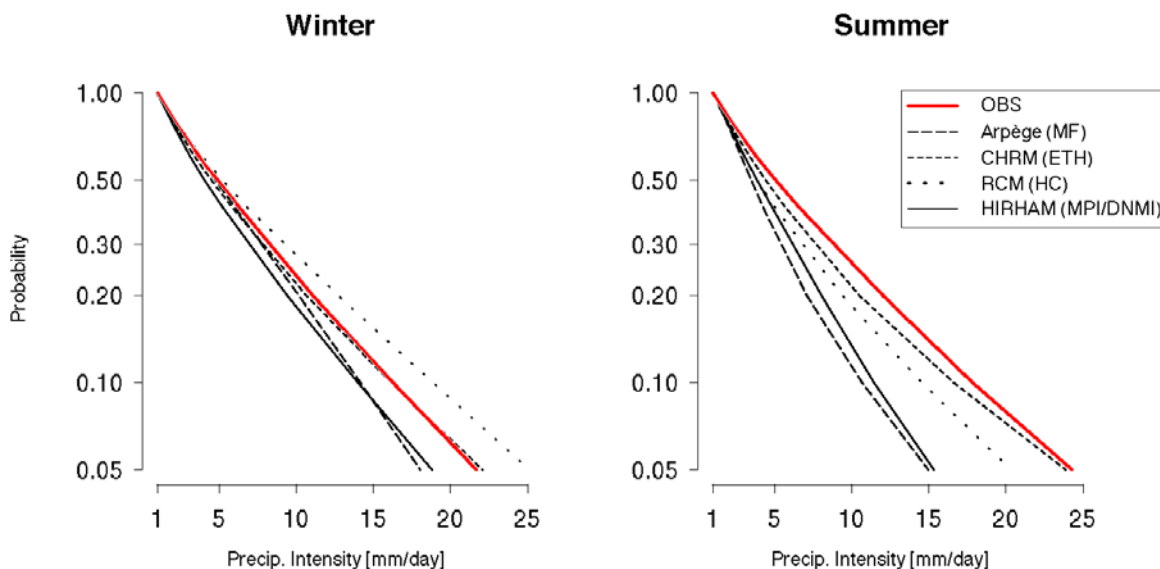 Winter
Summer
Probability
1.00
0.50
0.30
0.20
0.10
0.05
1 5 10 15 20 25
Precip. Intensity [mm/day]
1.00
0.50
0.30
0.20
0.10
0.05
1 5 10 15 20 25
Precip. Intensity [mm/day]
OBS
Arpège (MF)
CHRM (ETH)
RCM (HC)
HIRHAM (MPI/DNMI)